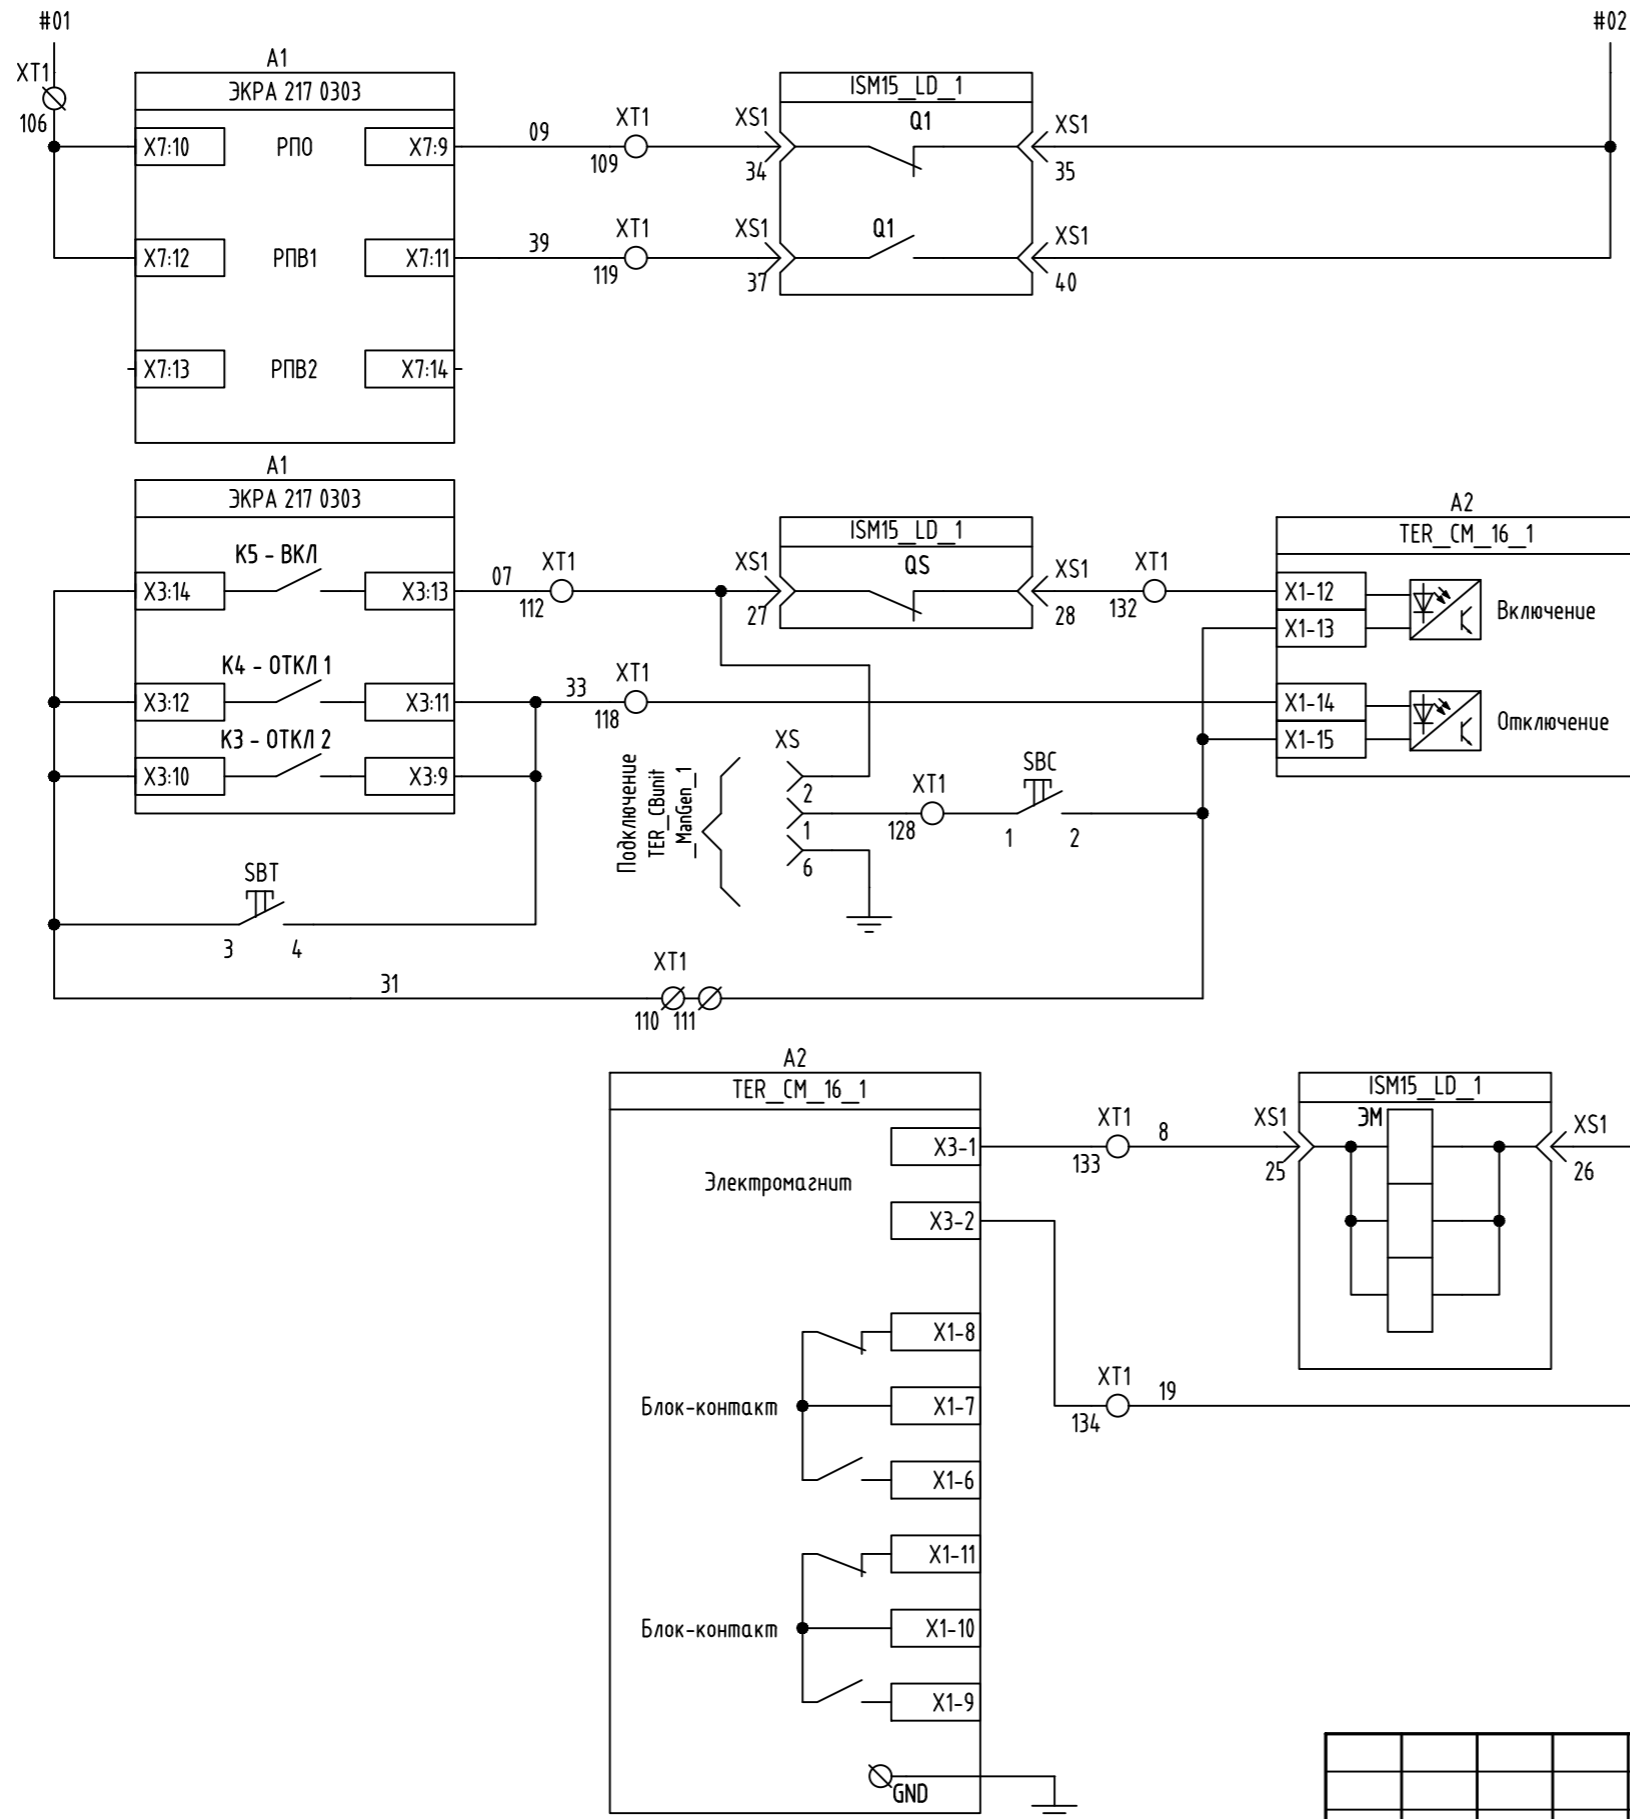 #01
#02
XT1
106
A1
ЭКРА 217 0303
X7:10
РПО
X7:9
09
XT1
109
XS1
34
ISM15_LD_1
Q1
XS1
35
X7:12
РПВ1
X7:11
39
XT1
119
XS1
37
Q1
XS1
40
X7:13
РПВ2
X7:14
A1
ЭКРА 217 0303
K5 - ВКЛ
X3:14
X3:13
07
XT1
112
XS1
27
ISM15_LD_1
QS
XS1
28
XT1
132
A2
TER_CM_16_1
X1-12
X1-13
Включение
K4 - ОТКЛ 1
X3:12
X3:11
33
XT1
118
X1-14
X1-15
Отключение
K3 - ОТКЛ 2
X3:10
X3:9
Подключение
TER_CBunit
_ManGen_1
XS
2
1
6
XT1
128
SBC
1
2
SBT
3
4
31
XT1
110
111
A2
TER_CM_16_1
Электромагнит
X3-1
X3-2
XT1
133
8
XS1
25
ISM15_LD_1
ЭМ
XS1
26
Блок-контакт
X1-8
X1-7
X1-6
XT1
134
19
Блок-контакт
X1-11
X1-10
X1-9
GND